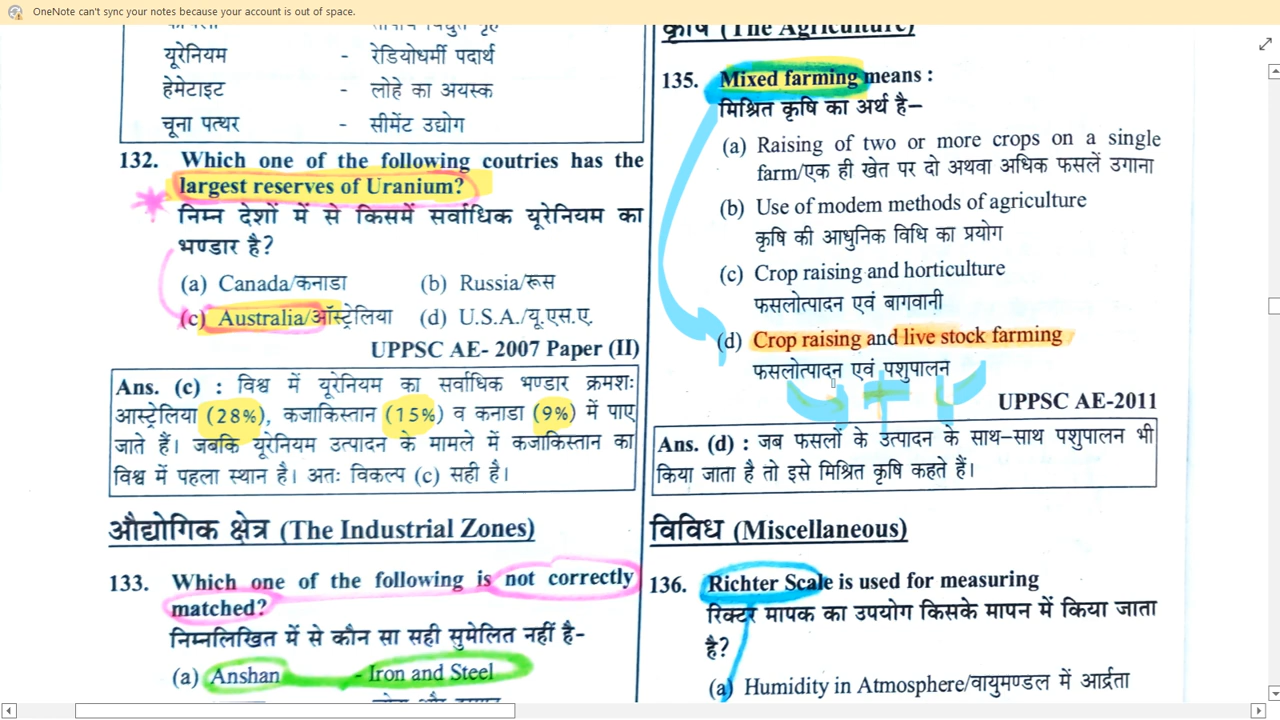 OneNote can't sync your notes because your account is out of space.
यूरेनियम - रेडियोधर्मी पदार्थ
हेमेटाइट - लोहे का अयस्क
चूना पत्थर - सीमेंट उद्योग
132. Which one of the following coutries has the
largest reserves of Uranium?
निम्न देशों में से किसमें सर्वाधिक यूरेनियम का
भण्डार है?
(a) Canada/कनाडा (b) Russia/रूस
(c) Australia/ऑस्ट्रेलिया (d) U.S.A./यू.एस.ए.
UPPSC AE- 2007 Paper (II)
Ans. (c) : विश्व में यूरेनियम का सर्वाधिक भण्डार क्रमशः
आस्ट्रेलिया (28%), कजाकिस्तान (15%) व कनाडा (9%) में पाए
जाते हैं। जबकि यूरेनियम उत्पादन के मामले में कजाकिस्तान का
विश्व में पहला स्थान है। अतः विकल्प (c) सही है।
औद्योगिक क्षेत्र (The Industrial Zones)
133. Which one of the following is not correctly
matched?
निम्नलिखित में से कौन सा सही सुमेलित नहीं है-
(a) Anshan - Iron and Steel
कृषि (The Agriculture)
135. Mixed farming means :
मिश्रित कृषि का अर्थ है–
(a) Raising of two or more crops on a single
farm/एक ही खेत पर दो अथवा अधिक फसलें उगाना
(b) Use of modem methods of agriculture
कृषि की आधुनिक विधि का प्रयोग
(c) Crop raising and horticulture
फसलोत्पादन एवं बागवानी
(d) Crop raising and live stock farming
फसलोत्पादन एवं पशुपालन
UPPSC AE-2011
Ans. (d) : जब फसलों के उत्पादन के साथ-साथ पशुपालन भी
किया जाता है तो इसे मिश्रित कृषि कहते हैं।
विविध (Miscellaneous)
136. Richter Scale is used for measuring
रिक्टर मापक का उपयोग किसके मापन में किया जाता
है?
(a) Humidity in Atmosphere/वायुमण्डल में आर्द्रता